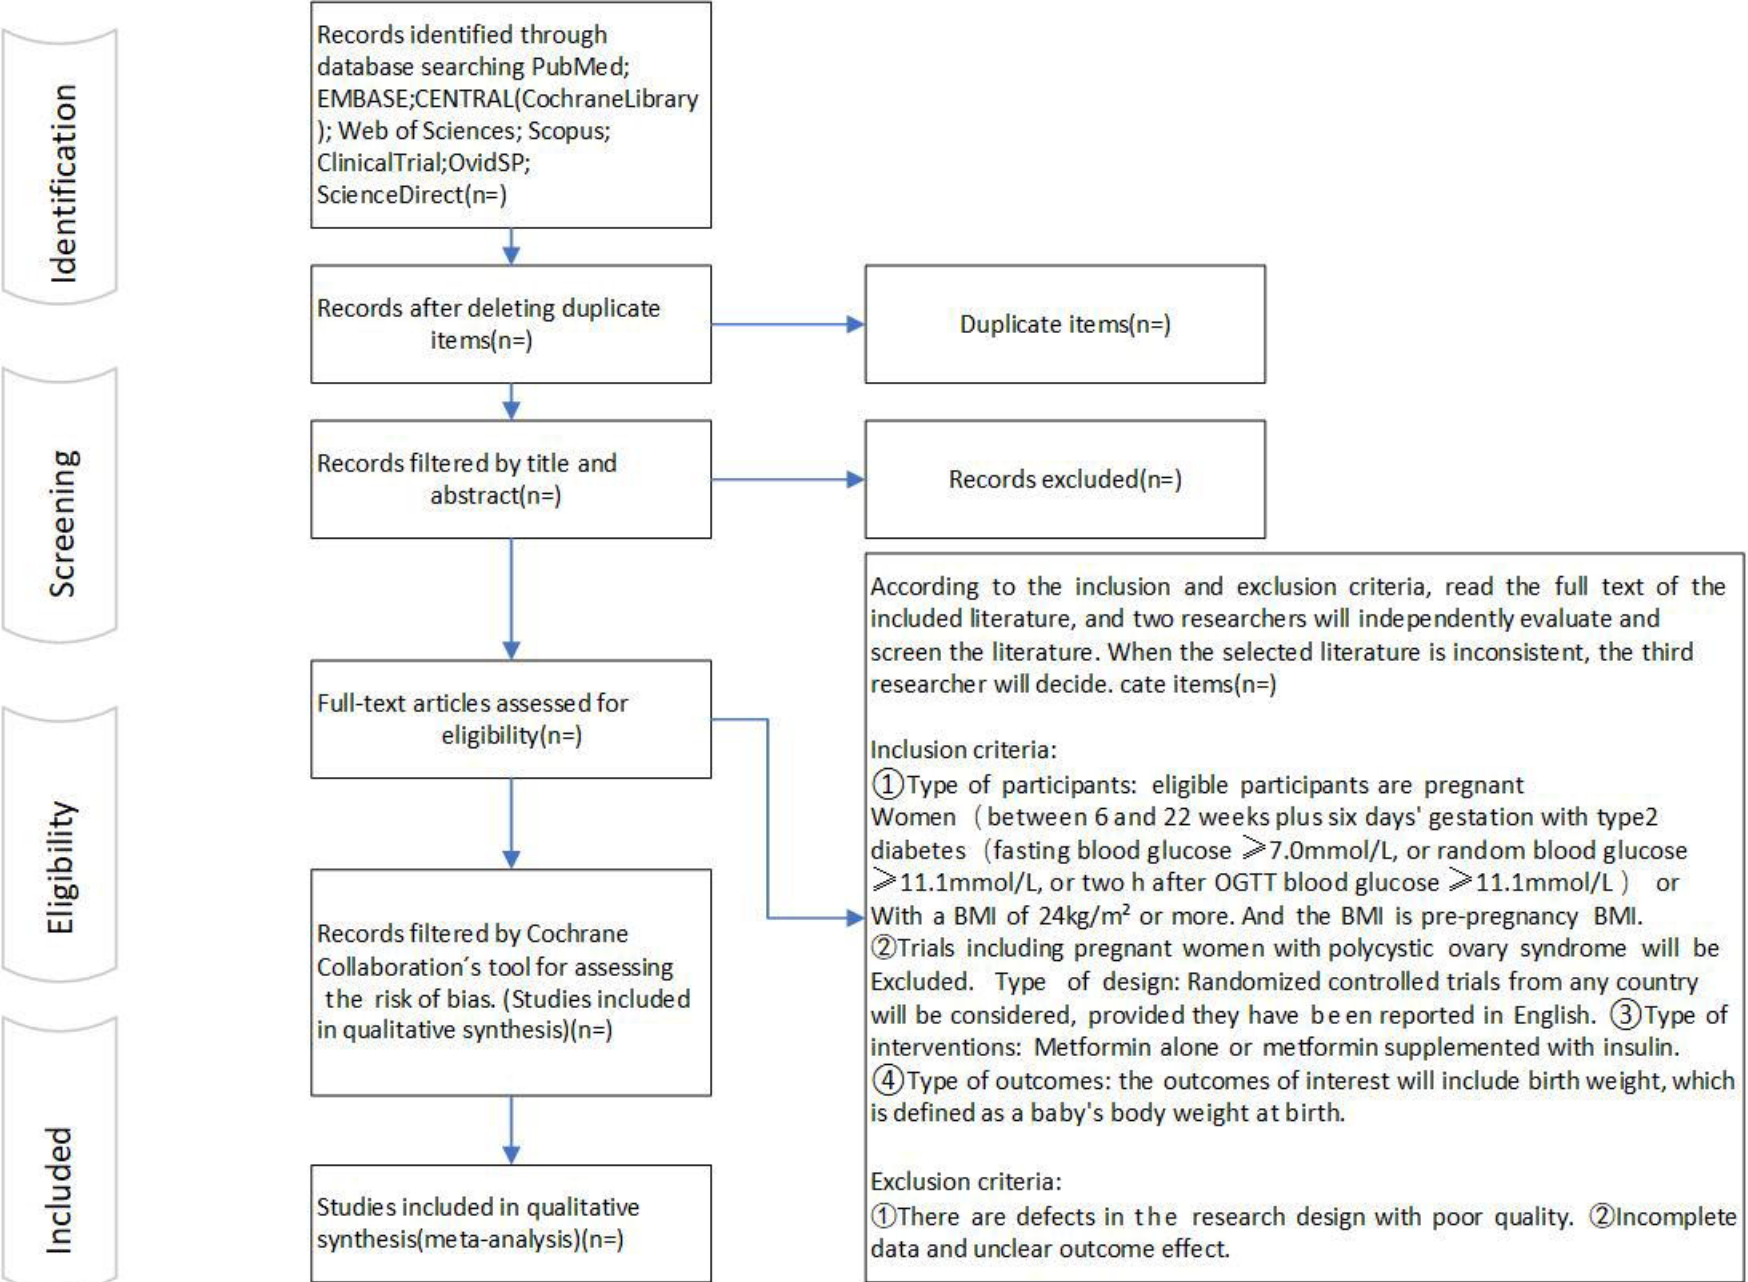 Identification
Records identified through
database searching PubMed;
EMBASE;CENTRAL(CochraneLibrary
); Web of Sciences; Scopus;
ClinicalTrial;OvidSP;
ScienceDirect(n=)
Records after deleting duplicate
items(n=)
Duplicate items(n=)
Screening
Records filtered by title and
abstract(n=)
Records excluded(n=)
Eligibility
Full-text articles assessed for
eligibility(n=)
According to the inclusion and exclusion criteria, read the full text of the
included literature, and two researchers will independently evaluate and
screen the literature. When the selected literature is inconsistent, the third
researcher will decide. cate items(n=)
Inclusion criteria:
①Type of participants: eligible participants are pregnant
Women（between 6 and 22 weeks plus six days' gestation with type2
diabetes（fasting blood glucose ⩾7.0mmol/L, or random blood glucose
⩾11.1mmol/L, or two h after OGTT blood glucose ⩾11.1mmol/L） or
With a BMI of 24kg/m² or more. And the BMI is pre-pregnancy BMI.
②Trials including pregnant women with polycystic ovary syndrome will be
Excluded. Type of design: Randomized controlled trials from any country
will be considered, provided they have been reported in English. ③Type of
interventions: Metformin alone or metformin supplemented with insulin.
④Type of outcomes: the outcomes of interest will include birth weight, which
is defined as a baby's body weight at birth.
Exclusion criteria:
①There are defects in the research design with poor quality. ②Incomplete
data and unclear outcome effect.
Records filtered by Cochrane
Collaboration´s tool for assessing
the risk of bias. (Studies included
in qualitative synthesis)(n=)
Included
Studies included in qualitative
synthesis(meta-analysis)(n=)